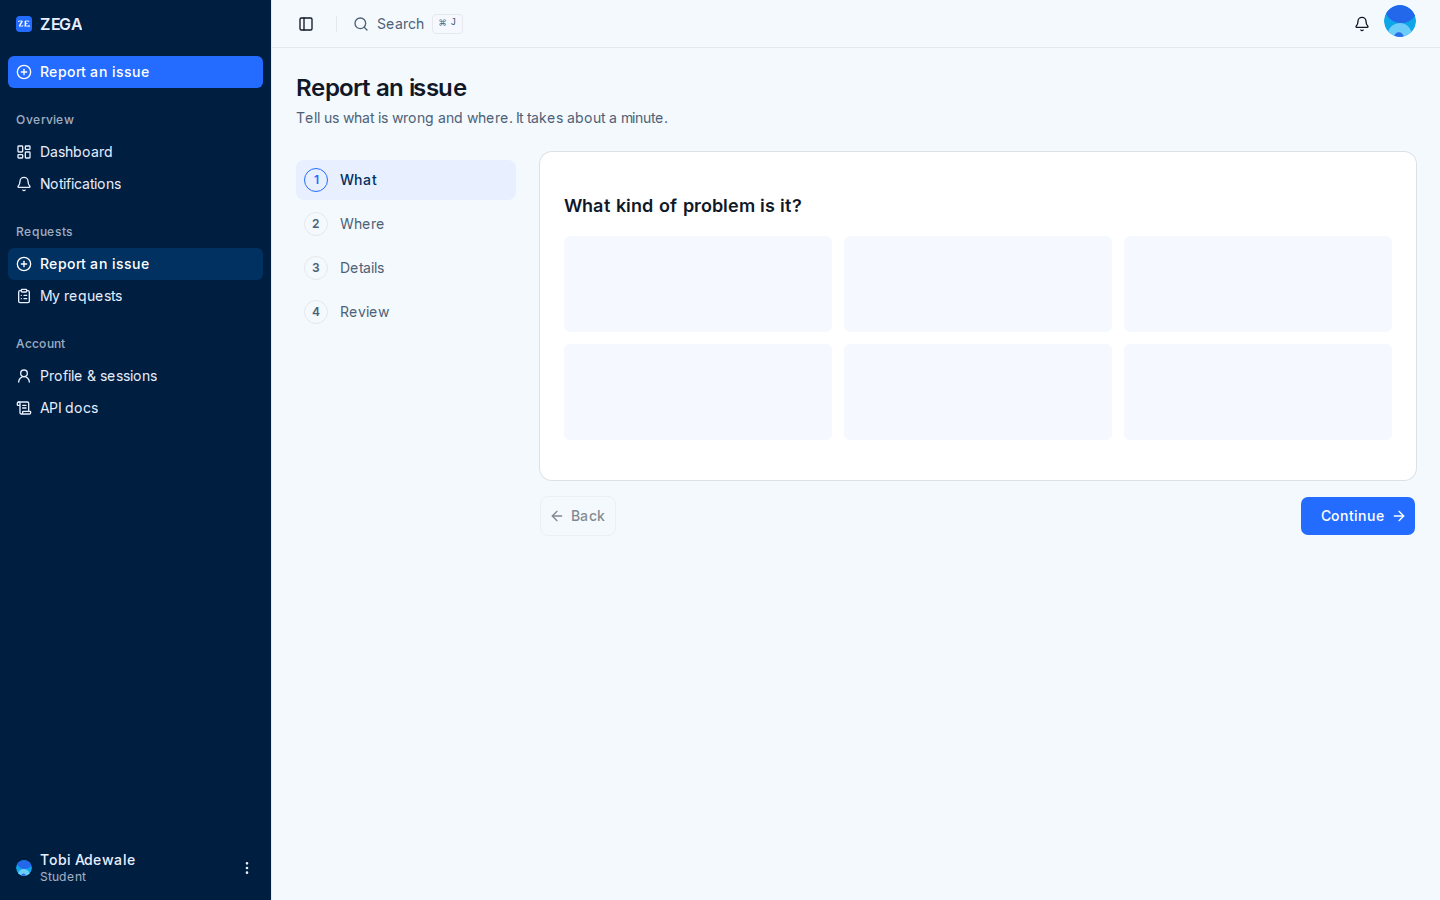 ZE
ZEGA
Report an issue
Overview
Dashboard
Notifications
Requests
Report an issue
My requests
Account
Profile & sessions
API docs
Tobi Adewale
Student
Search ⌘ J
Report an issue
Tell us what is wrong and where. It takes about a minute.
1 What
2 Where
3 Details
4 Review
What kind of problem is it?
Back
Continue